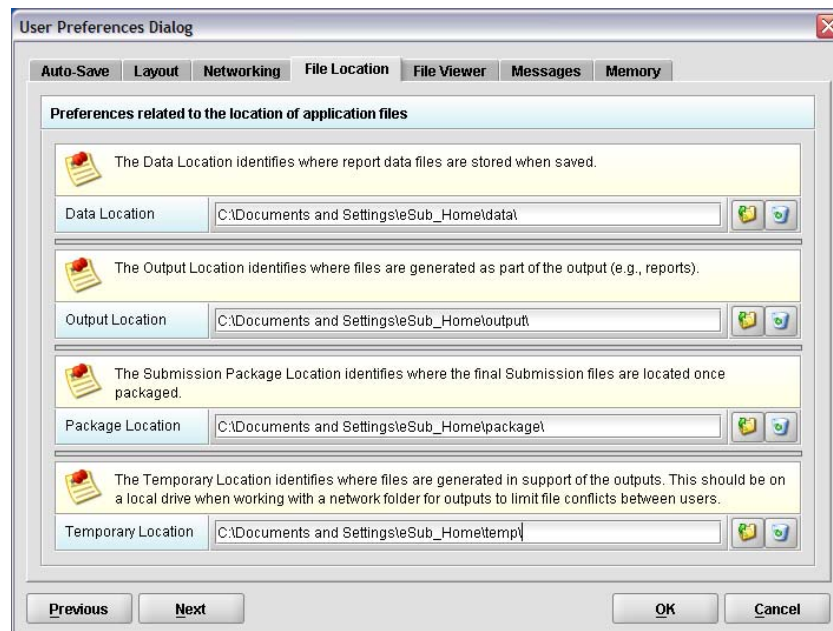 User Preferences Dialog
Auto-Save Layout Networking File Location File Viewer Messages Memory
Preferences related to the location of application files
The Data Location identifies where report data files are stored when saved.
Data Location C:\Documents and Settings\eSub_Home\data\
The Output Location identifies where files are generated as part of the output (e.g., reports).
Output Location C:\Documents and Settings\eSub_Home\output\
The Submission Package Location identifies where the final Submission files are located once
packaged.
Package Location C:\Documents and Settings\eSub_Home\package\
The Temporary Location identifies where files are generated in support of the outputs. This should be on
a local drive when working with a network folder for outputs to limit file conflicts between users.
Temporary Location C:\Documents and Settings\eSub_Home\temp\
Previous Next OK Cancel